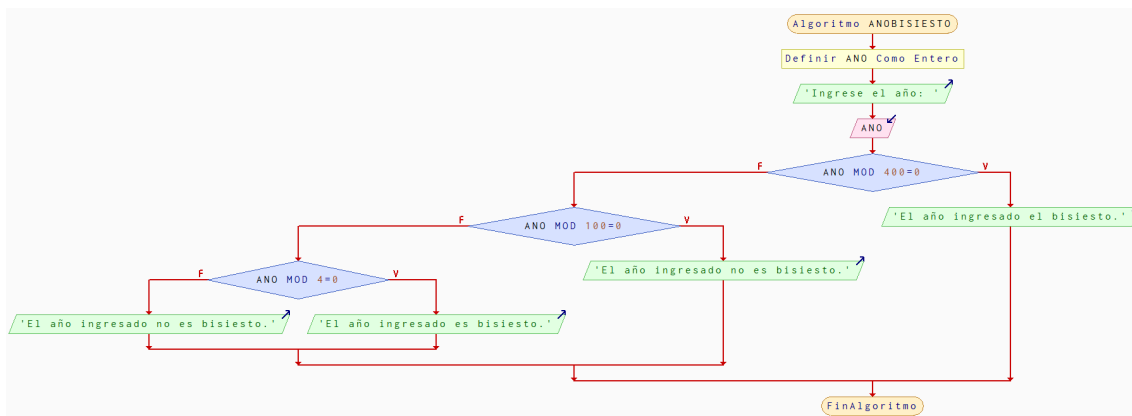 Algoritmo ANOBISIESTO
Definir ANO Como Entero
'Ingrese el año: '
ANO
F
ANO MOD 400=0
V
'El año ingresado el bisiesto.'
F
ANO MOD 100=0
V
'El año ingresado no es bisiesto.'
F
ANO MOD 4=0
V
'El año ingresado no es bisiesto.'
'El año ingresado es bisiesto.'
FinAlgoritmo